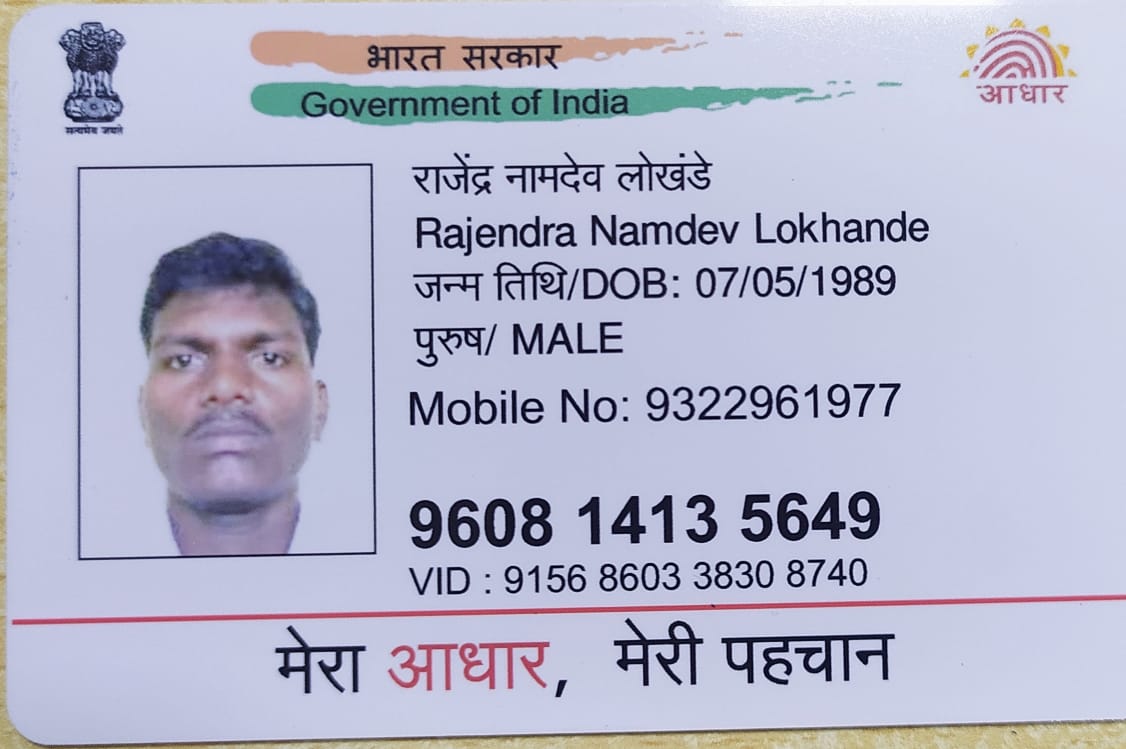 सत्यमेव जयते
भारत सरकार
Government of India
आधार
राजेंद्र नामदेव लोखंडे
Rajendra Namdev Lokhande
जन्म तिथि/DOB: 07/05/1989
पुरुष/ MALE
Mobile No: 9322961977
9608 1413 5649
VID : 9156 8603 3830 8740
मेरा आधार, मेरी पहचान